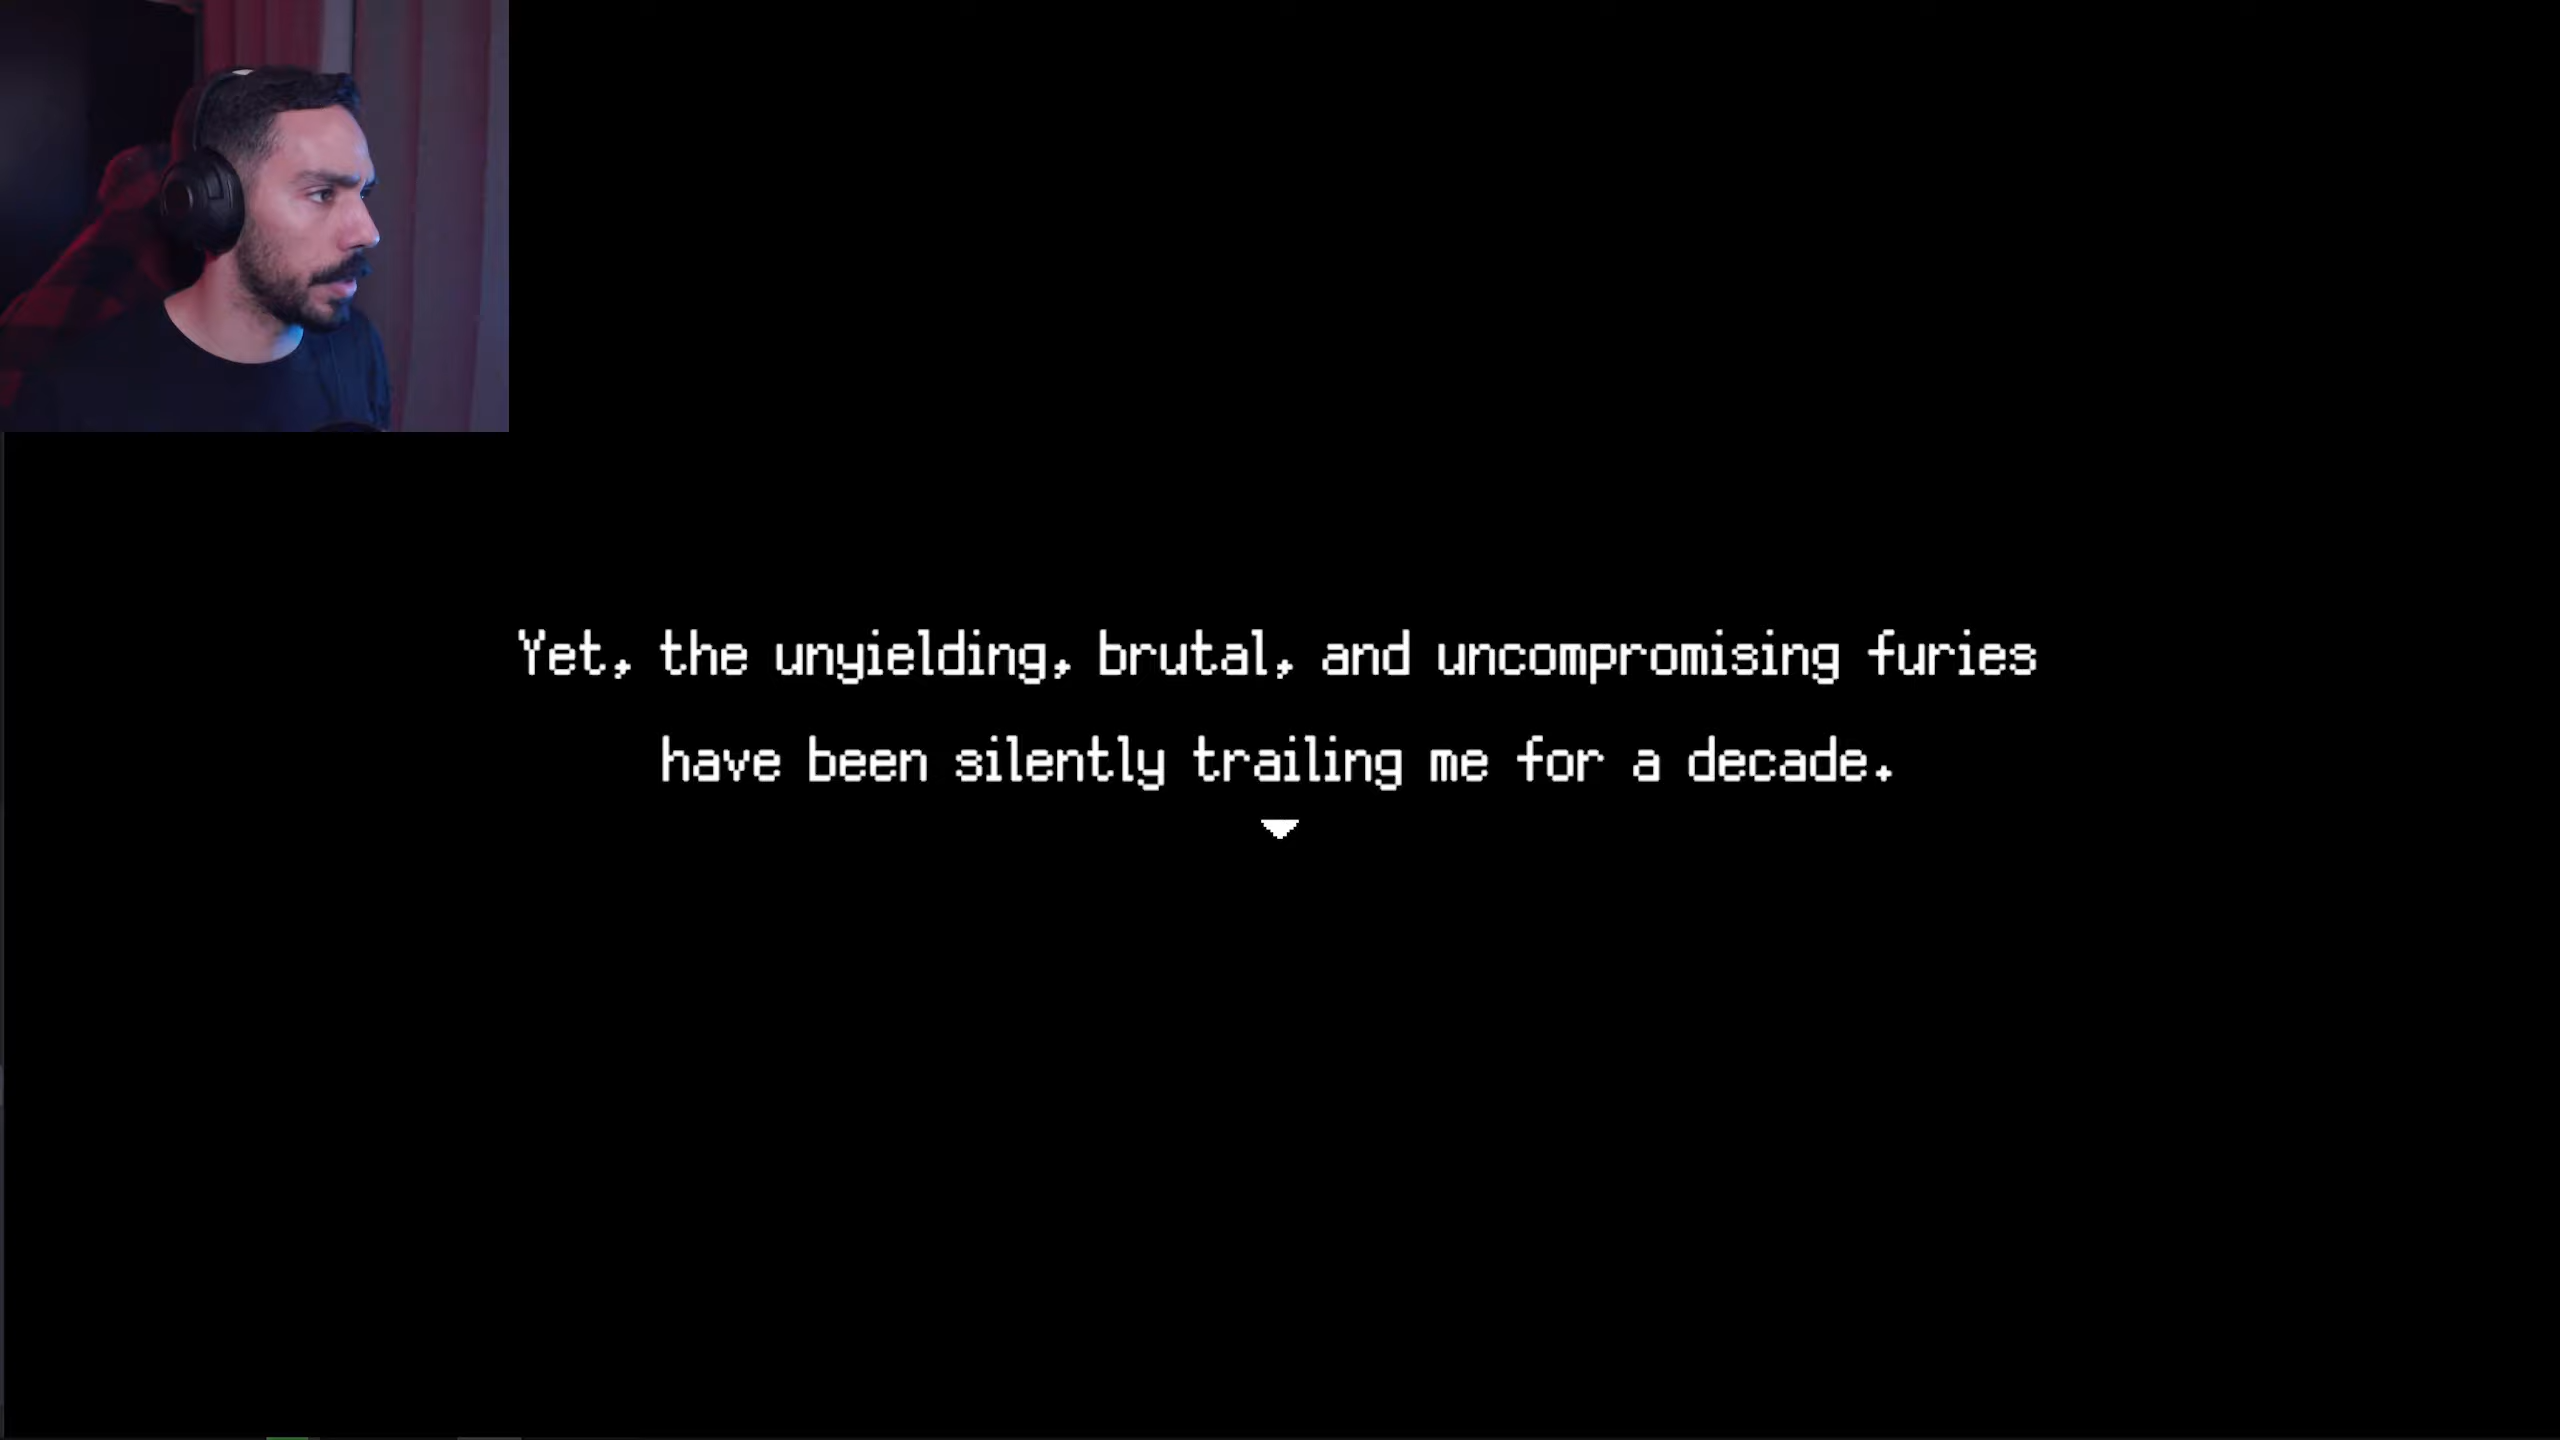 Yet, the unyielding, brutal, and uncompromising furies
have been silently trailing me for a decade.